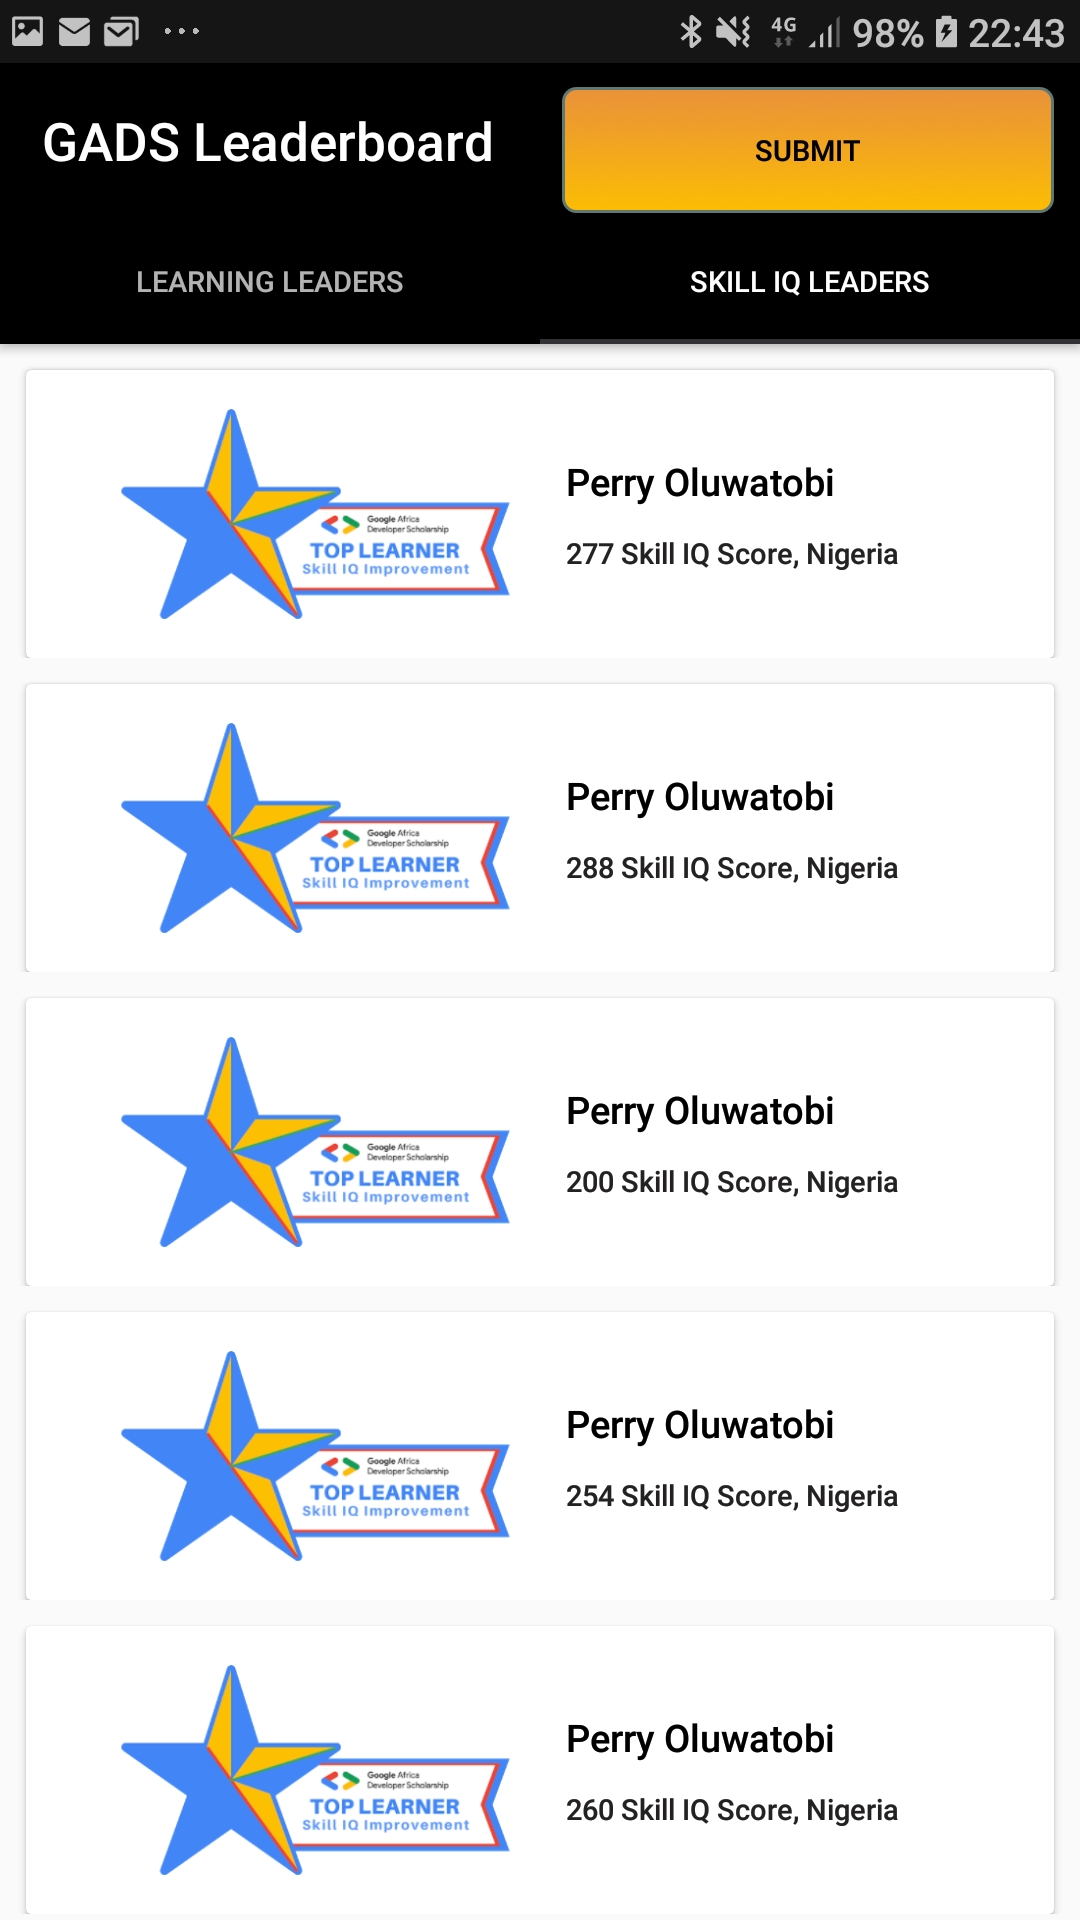 4G 98% 22:43
GADS Leaderboard
SUBMIT
LEARNING LEADERS
SKILL IQ LEADERS
Google Africa
Developer Scholarship
TOP LEARNER
Skill IQ Improvement
Perry Oluwatobi
277 Skill IQ Score, Nigeria
Google Africa
Developer Scholarship
TOP LEARNER
Skill IQ Improvement
Perry Oluwatobi
288 Skill IQ Score, Nigeria
Google Africa
Developer Scholarship
TOP LEARNER
Skill IQ Improvement
Perry Oluwatobi
200 Skill IQ Score, Nigeria
Google Africa
Developer Scholarship
TOP LEARNER
Skill IQ Improvement
Perry Oluwatobi
254 Skill IQ Score, Nigeria
Google Africa
Developer Scholarship
TOP LEARNER
Skill IQ Improvement
Perry Oluwatobi
260 Skill IQ Score, Nigeria